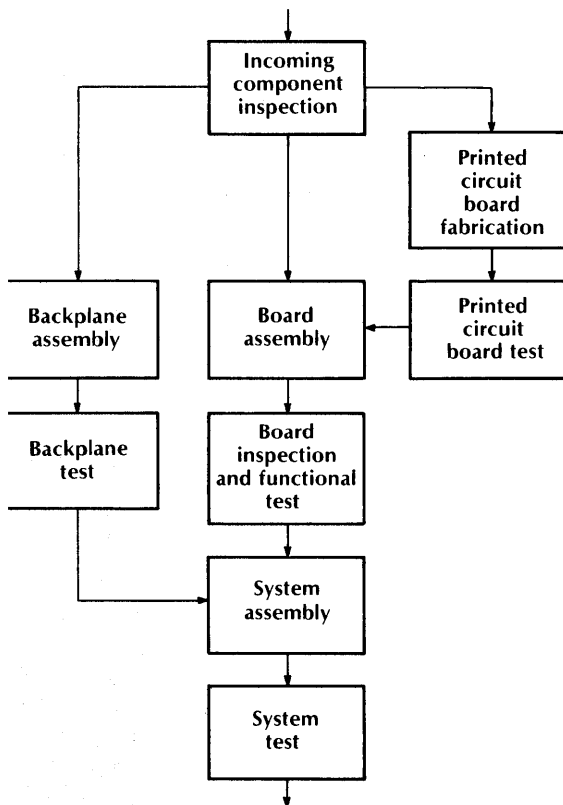 Incoming
component
inspection
Printed
circuit
board
fabrication
Backplane
assembly
Board
assembly
Printed
circuit
board test
Backplane
test
Board
inspection
and functional
test
System
assembly
System
test